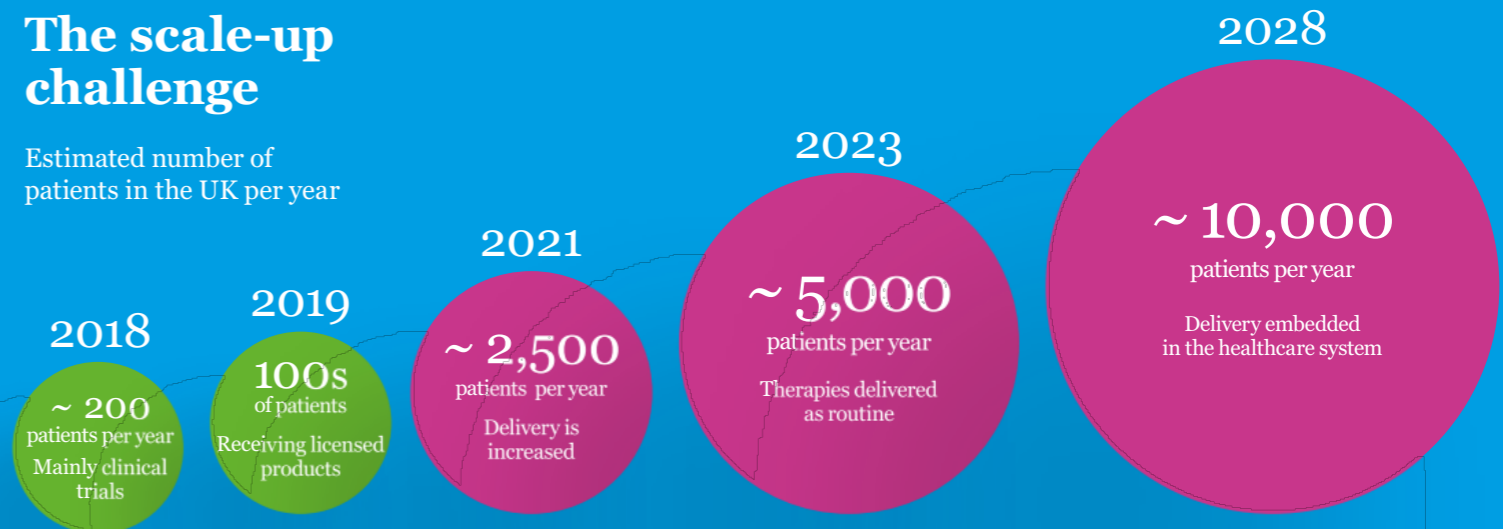 The scale-up
challenge
Estimated number of
patients in the UK per year
2018
~ 200
patients per year
Mainly clinical
trials
2019
100s
of patients
Receiving licensed
products
2021
~ 2,500
patients per year
Delivery is
increased
2023
~ 5,000
patients per year
Therapies delivered
as routine
2028
~ 10,000
patients per year
Delivery embedded
in the healthcare system